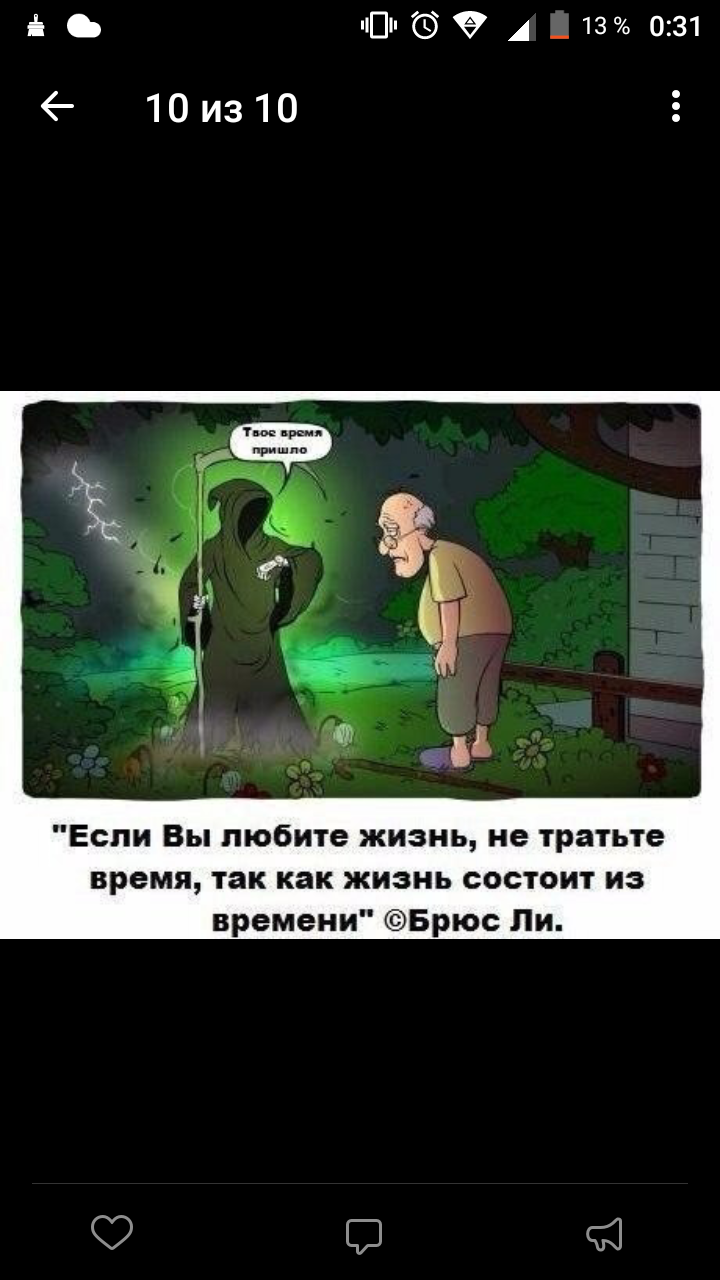 13 % 0:31
10 из 10
Твое время
пришло
"Если Вы любите жизнь, не тратьте
время, так как жизнь состоит из
времени" ©Брюс Ли.